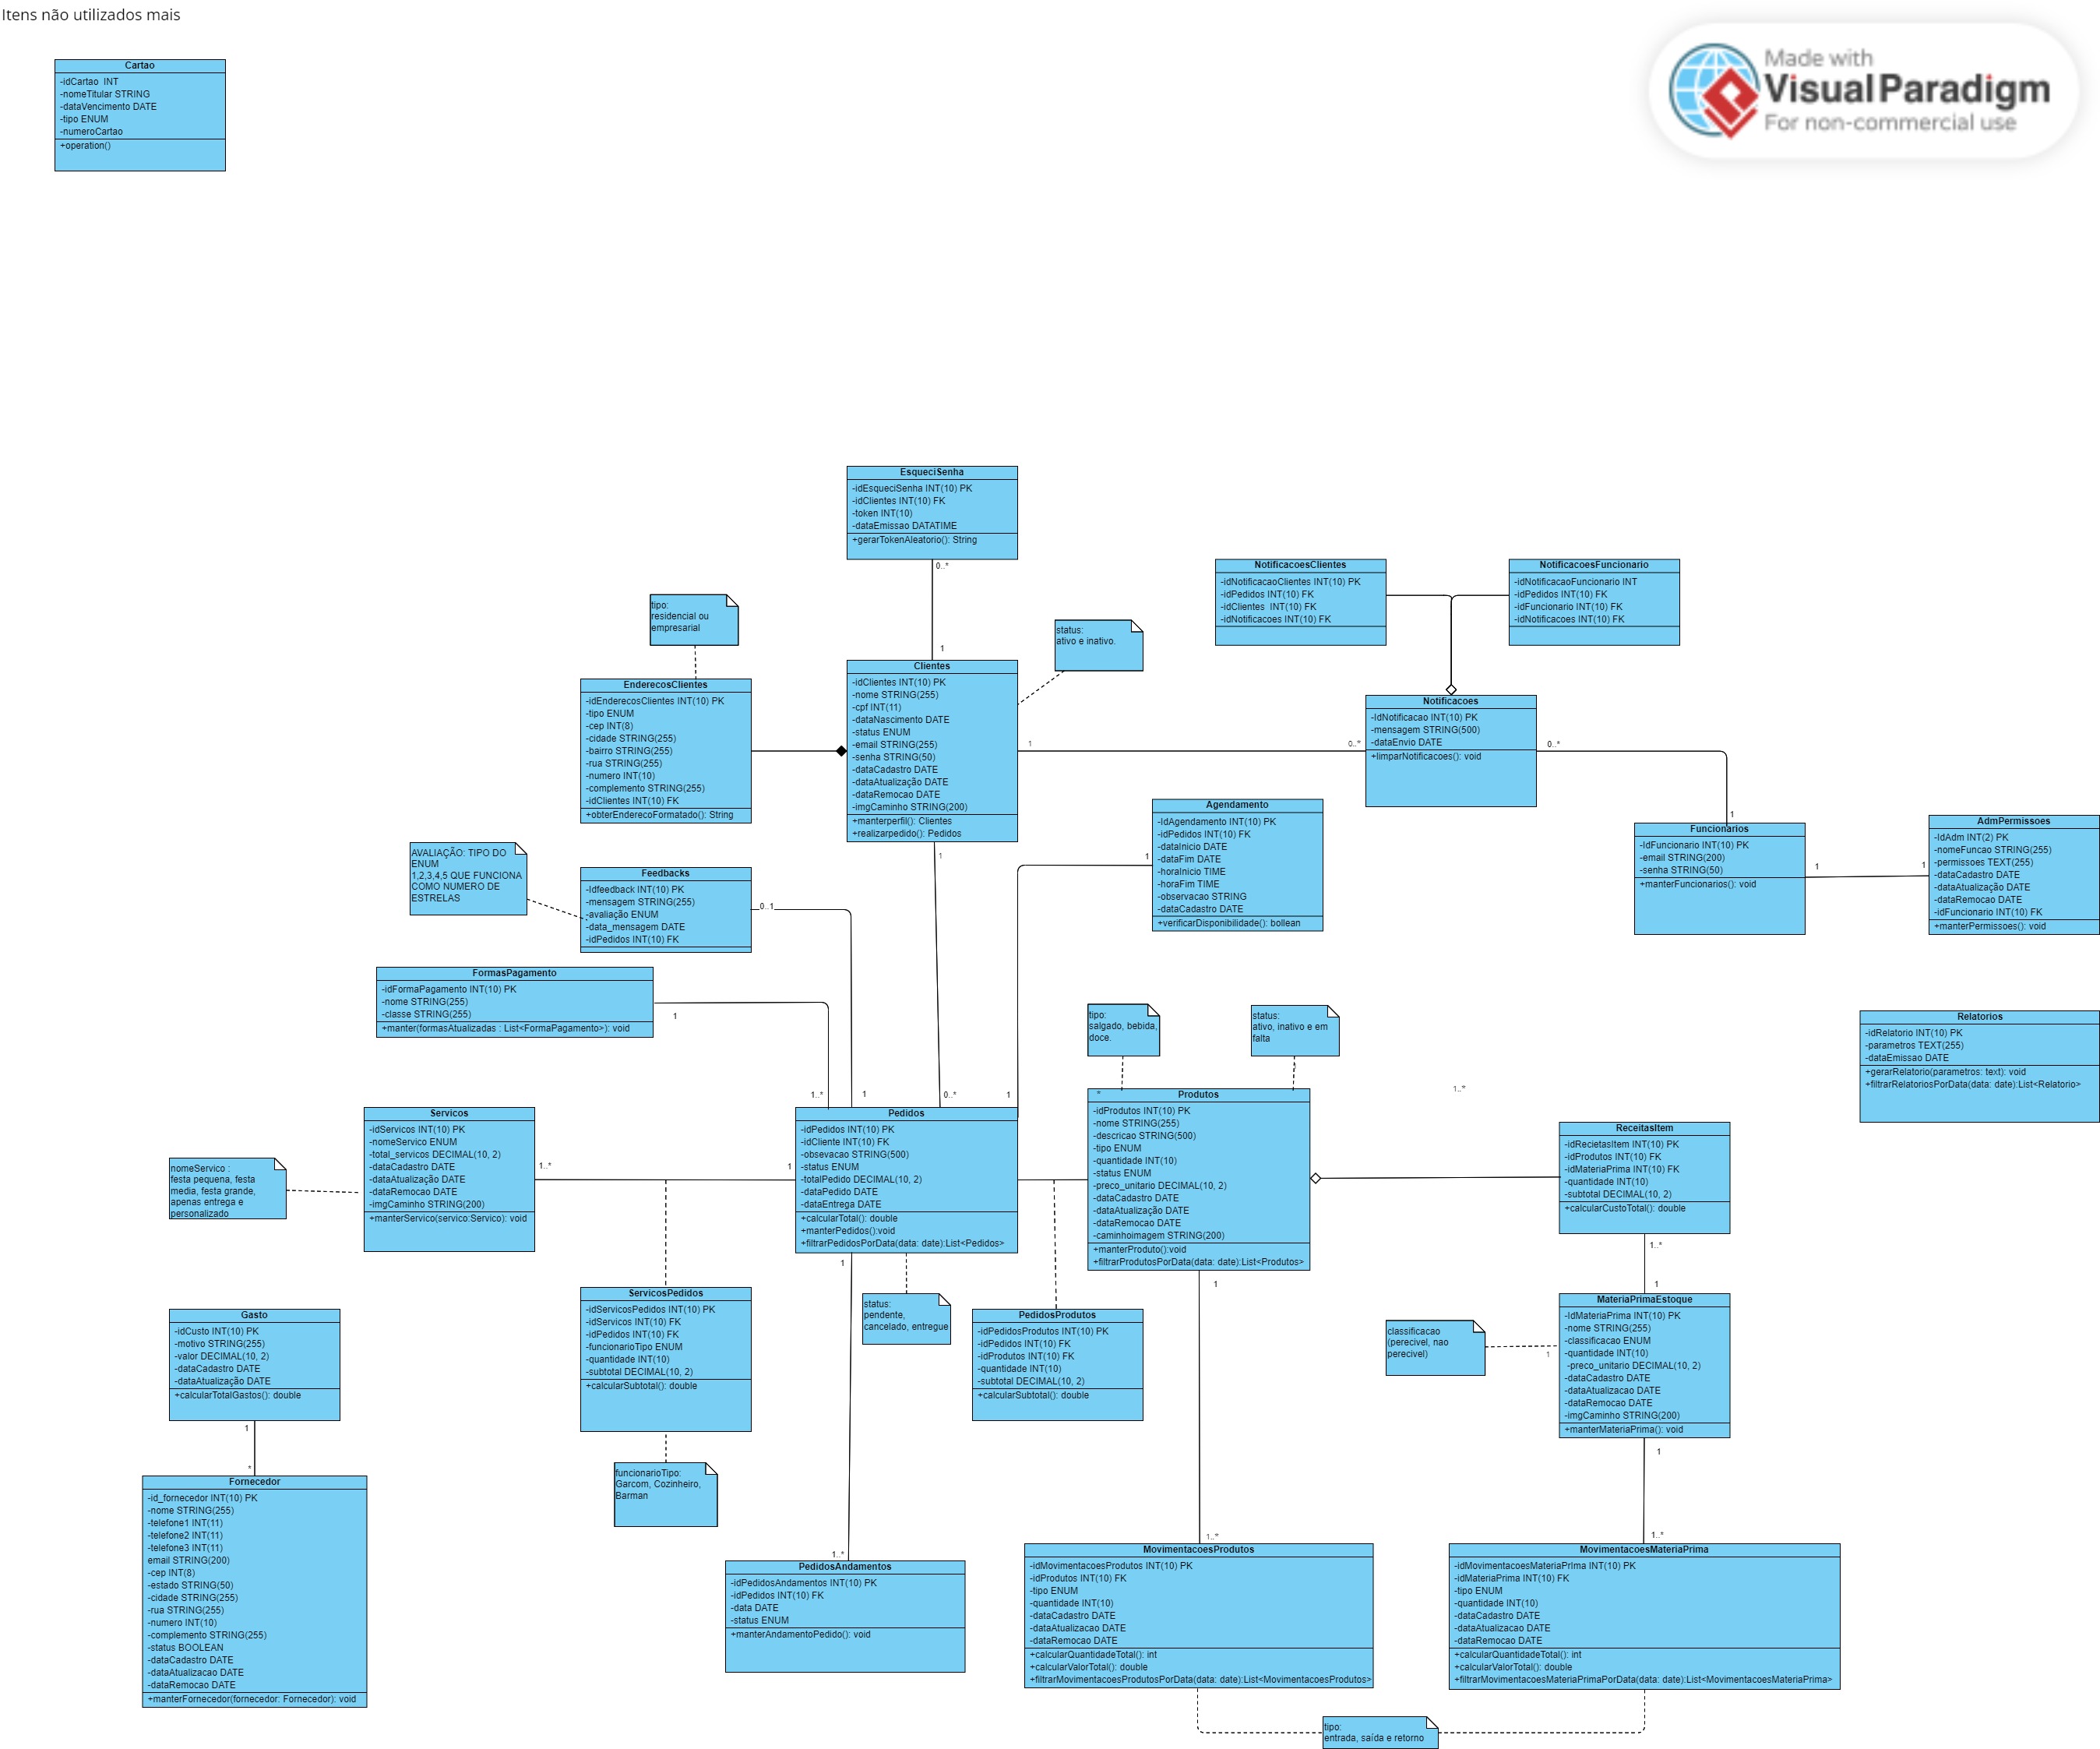 Itens não utilizados mais
Made with
Visual Paradigm
For non-commercial use
Cartao
-idCartao INT
-nomeTitular STRING
-dataVencimento DATE
-tipo ENUM
-numeroCartao
+operation()
EsqueciSenha
-idEsqueciSenha INT(10) PK
-idClientes INT(10) FK
-token INT(10)
-dataEmissao DATATIME
+gerarTokenAleatorio(): String
0..*
1
NotificacoesClientes
-idNotificacaoClientes INT(10) PK
-idPedidos INT(10) FK
-idClientes INT(10) FK
-idNotificacoes INT(10) FK
NotificacoesFuncionario
-idNotificacaoFuncionario INT
-idPedidos INT(10) FK
-idFuncionario INT(10) FK
-idNotificacoes INT(10) FK
tipo:
residencial ou
empresarial
status:
ativo e inativo.
EnderecosClientes
-idEnderecosClientes INT(10) PK
-tipo ENUM
-cep INT(8)
-cidade STRING(255)
-bairro STRING(255)
-rua STRING(255)
-numero INT(10)
-complemento STRING(255)
-idClientes INT(10) FK
+obterEnderecoFormatado(): String
Clientes
-idClientes INT(10) PK
-nome STRING(255)
-cpf INT(11)
-dataNascimento DATE
-status ENUM
-email STRING(255)
-senha STRING(50)
-dataCadastro DATE
-dataAtualização DATE
-dataRemocao DATE
-imgCaminho STRING(200)
+manterperfil(): Clientes
+realizarpedido(): Pedidos
1
0..*
1
Notificacoes
-IdNotificacao INT(10) PK
-mensagem STRING(500)
-dataEnvio DATE
+limparNotificacoes(): void
0..*
1
Agendamento
-IdAgendamento INT(10) PK
-idPedidos INT(10) FK
-dataInicio DATE
-dataFim DATE
-horaInicio TIME
-horaFim TIME
-observacao STRING
-dataCadastro DATE
+verificarDisponibilidade(): bollean
1
Funcionarios
-IdFuncionario INT(10) PK
-email STRING(200)
-senha STRING(50)
+manterFuncionarios(): void
1
1
AdmPermissoes
-IdAdm INT(2) PK
-nomeFuncao STRING(255)
-permissoes TEXT(255)
-dataCadastro DATE
-dataAtualização DATE
-dataRemocao DATE
-idFuncionario INT(10) FK
+manterPermissoes(): void
AVALIAÇÃO: TIPO DO
ENUM
1,2,3,4,5 QUE FUNCIONA
COMO NUMERO DE
ESTRELAS
Feedbacks
-Idfeedback INT(10) PK
-mensagem STRING(255)
-avaliação ENUM
-data_mensagem DATE
-idPedidos INT(10) FK
0..1
FormasPagamento
-idFormaPagamento INT(10) PK
-nome STRING(255)
-classe STRING(255)
+manter(formasAtualizadas : List<FormaPagamento>): void
1
1..*
1
0..*
1
tipo:
salgado, bebida,
doce.
status:
ativo, inativo e em
falta
1..*
Relatorios
-idRelatorio INT(10) PK
-parametros TEXT(255)
-dataEmissao DATE
+gerarRelatorio(parametros: text): void
+filtrarRelatoriosPorData(data: date):List<Relatorio>
nomeServico :
festa pequena, festa
media, festa grande,
apenas entrega e
personalizado
Servicos
-idServicos INT(10) PK
-nomeServico ENUM
-total_servicos DECIMAL(10, 2)
-dataCadastro DATE
-dataAtualização DATE
-dataRemocao DATE
-imgCaminho STRING(200)
+manterServico(servico:Servico): void
1..*
1
Pedidos
-idPedidos INT(10) PK
-idCliente INT(10) FK
-obsevacao STRING(500)
-status ENUM
-totalPedido DECIMAL(10, 2)
-dataPedido DATE
-dataEntrega DATE
+calcularTotal(): double
+manterPedidos():void
+filtrarPedidosPorData(data: date):List<Pedidos>
*
Produtos
-idProdutos INT(10) PK
-nome STRING(255)
-descricao STRING(500)
-tipo ENUM
-quantidade INT(10)
-status ENUM
-preco_unitario DECIMAL(10, 2)
-dataCadastro DATE
-dataAtualização DATE
-dataRemocao DATE
-caminhoimagem STRING(200)
+manterProduto():void
+filtrarProdutosPorData(data: date):List<Produtos>
ReceitasItem
-idRecietasItem INT(10) PK
-idProdutos INT(10) FK
-idMateriaPrima INT(10) FK
-quantidade INT(10)
-subtotal DECIMAL(10, 2)
+calcularCustoTotal(): double
1..*
1
Gasto
-idCusto INT(10) PK
-motivo STRING(255)
-valor DECIMAL(10, 2)
-dataCadastro DATE
-dataAtualização DATE
+calcularTotalGastos(): double
1
*
ServicosPedidos
-idServicosPedidos INT(10) PK
-idServicos INT(10) FK
-idPedidos INT(10) FK
-funcionarioTipo ENUM
-quantidade INT(10)
-subtotal DECIMAL(10, 2)
+calcularSubtotal(): double
1
status:
pendente,
cancelado, entregue
PedidosProdutos
-idPedidosProdutos INT(10) PK
-idPedidos INT(10) FK
-idProdutos INT(10) FK
-quantidade INT(10)
-subtotal DECIMAL(10, 2)
+calcularSubtotal(): double
1
classificacao
(perecivel, nao
perecivel)
1
MateriaPrimaEstoque
-IdMateriaPrima INT(10) PK
-nome STRING(255)
-classificacao ENUM
-quantidade INT(10)
-preco_unitario DECIMAL(10, 2)
-dataCadastro DATE
-dataAtualizacao DATE
-dataRemocao DATE
-imgCaminho STRING(200)
+manterMateriaPrima(): void
1
funcionarioTipo:
Garcom, Cozinheiro,
Barman
Fornecedor
-id_fornecedor INT(10) PK
-nome STRING(255)
-telefone1 INT(11)
-telefone2 INT(11)
-telefone3 INT(11)
email STRING(200)
-cep INT(8)
-estado STRING(50)
-cidade STRING(255)
-rua STRING(255)
-numero INT(10)
-complemento STRING(255)
-status BOOLEAN
-dataCadastro DATE
-dataAtualizacao DATE
-dataRemocao DATE
+manterFornecedor(fornecedor: Fornecedor): void
1..*
PedidosAndamentos
-idPedidosAndamentos INT(10) PK
-idPedidos INT(10) FK
-data DATE
-status ENUM
+manterAndamentoPedido(): void
1..*
MovimentacoesProdutos
-idMovimentacoesProdutos INT(10) PK
-idProdutos INT(10) FK
-tipo ENUM
-quantidade INT(10)
-dataCadastro DATE
-dataAtualizacao DATE
-dataRemocao DATE
+calcularQuantidadeTotal(): int
+calcularValorTotal(): double
+filtrarMovimentacoesProdutosPorData(data: date):List<MovimentacoesProdutos>
1..*
MovimentacoesMateriaPrima
-idMovimentacoesMateriaPrIma INT(10) PK
-idMateriaPrima INT(10) FK
-tipo ENUM
-quantidade INT(10)
-dataCadastro DATE
-dataAtualizacao DATE
-dataRemocao DATE
+calcularQuantidadeTotal(): int
+calcularValorTotal(): double
+filtrarMovimentacoesMateriaPrimaPorData(data: date):List<MovimentacoesMateriaPrima>
tipo:
entrada, saída e retorno